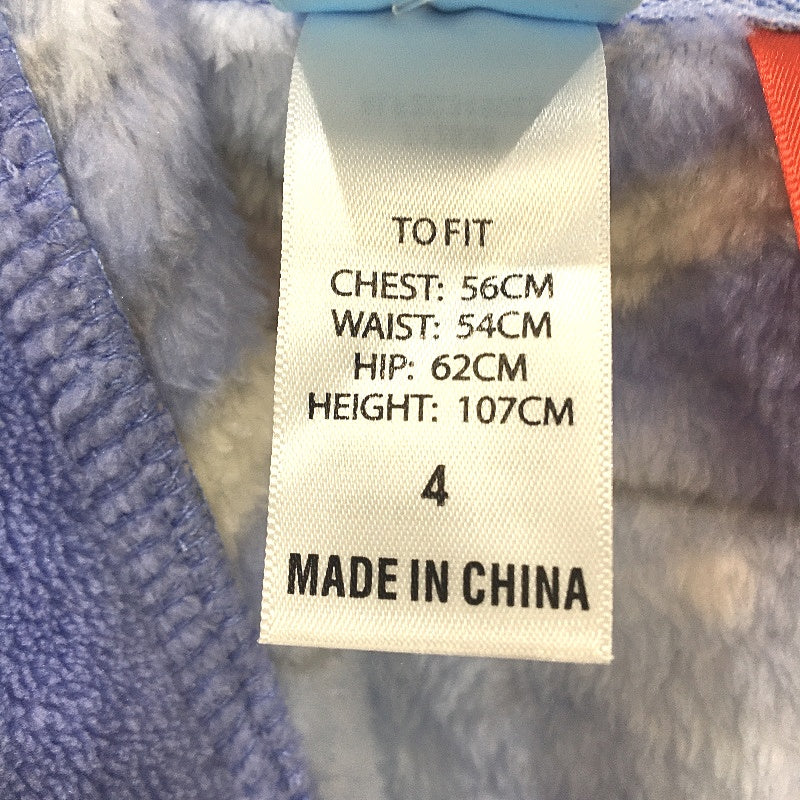 TO FIT
CHEST: 56CM
WAIST: 54CM
HIP: 62CM
HEIGHT: 107CM
4
MADE IN CHINA